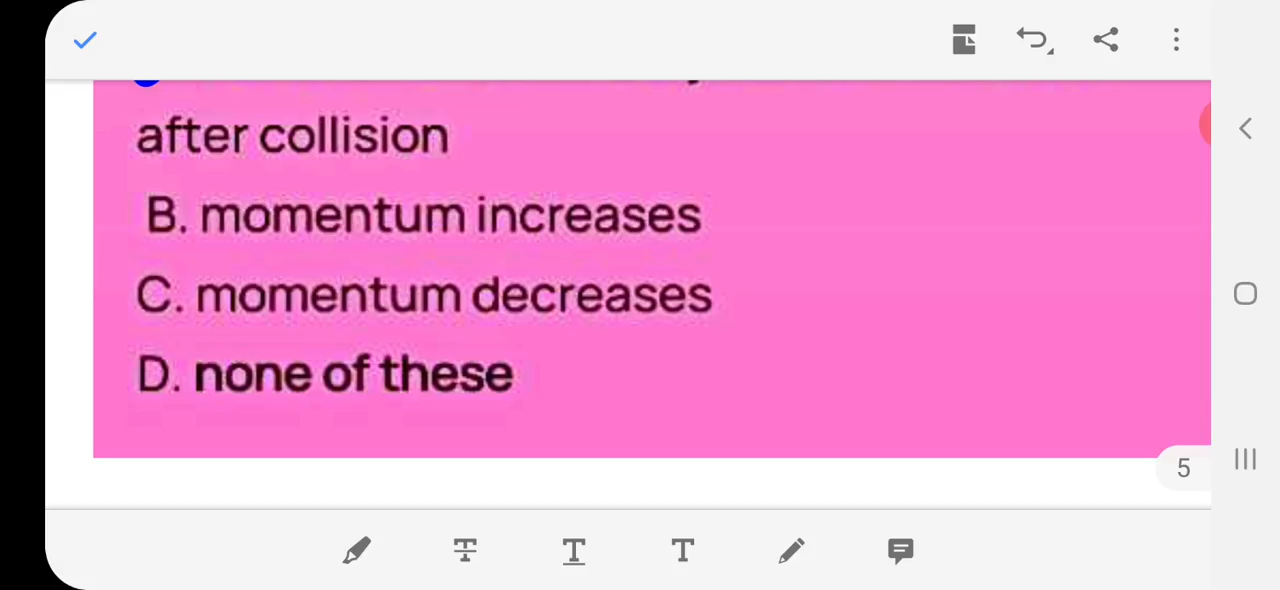 after collision
B. momentum increases
C. momentum decreases
D. none of these
5
T T T